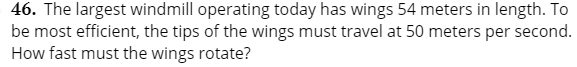 46. The largest windmill operating today has wings 54 meters in length. To
be most efficient, the tips of the wings must travel at 50 meters per second.
How fast must the wings rotate?